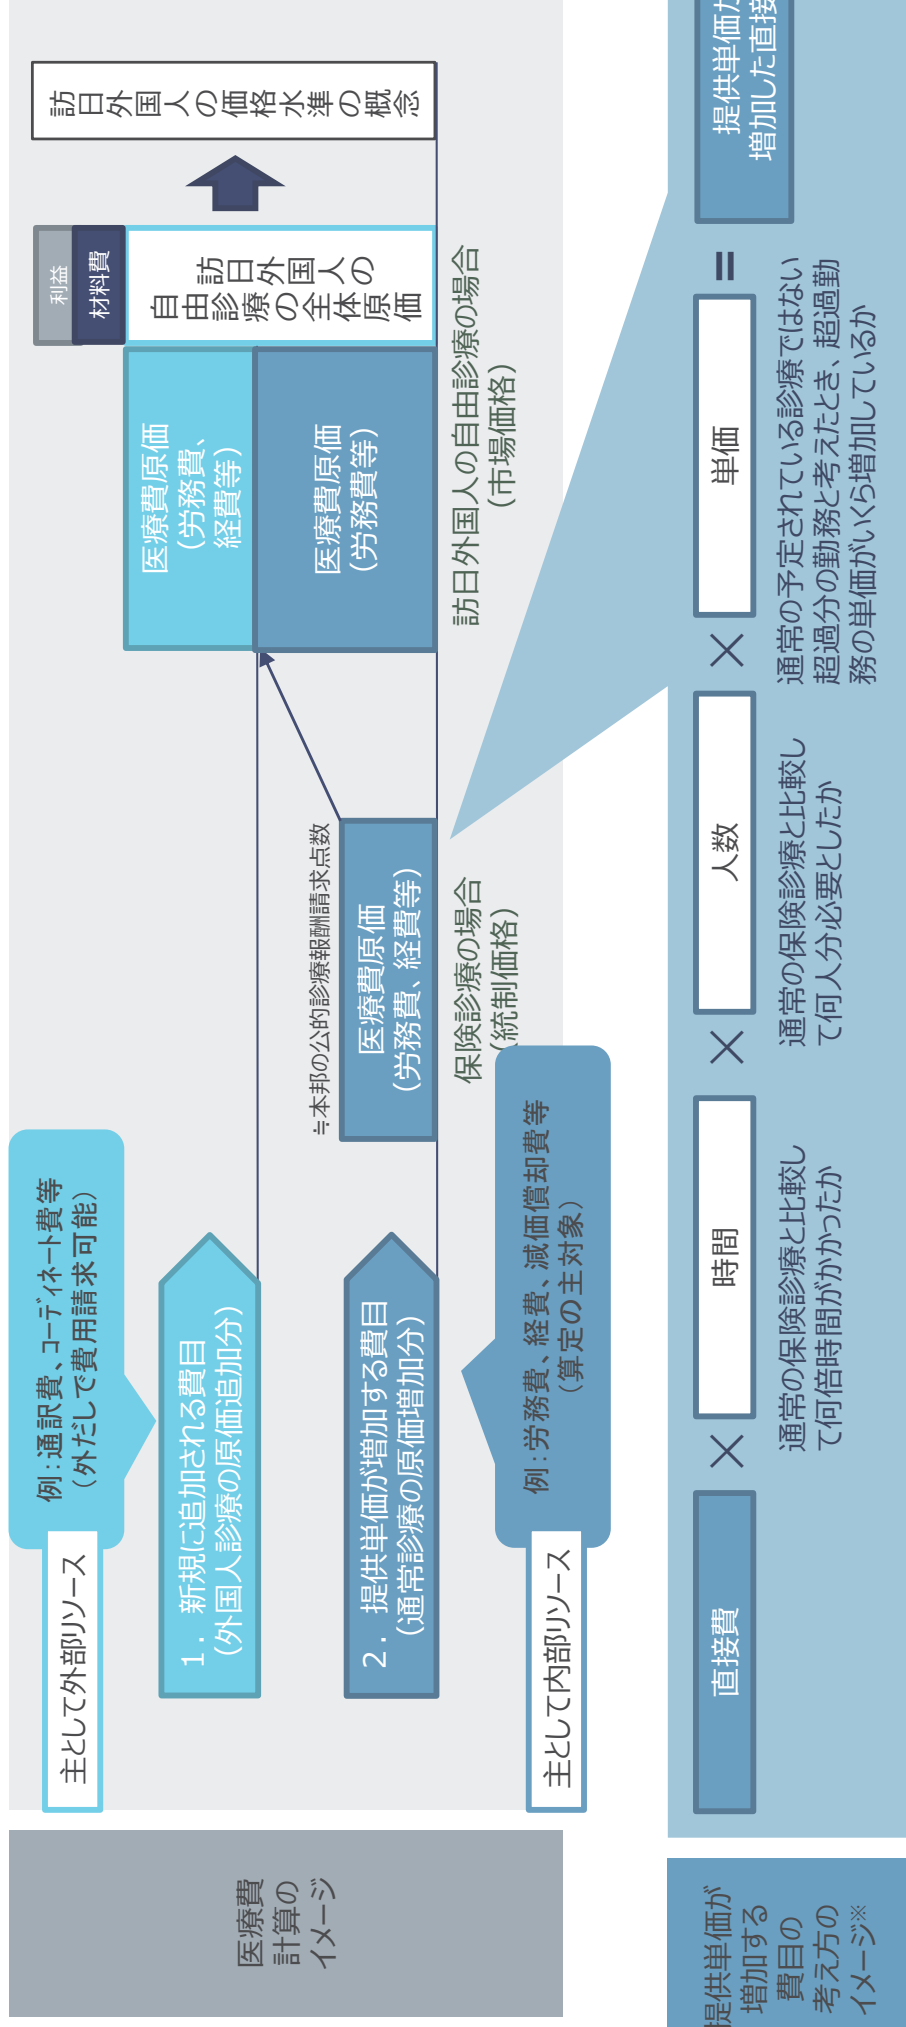 医療費
計算の
イメージ
主として外部リソース
例：通訳費、コーディネート費等
（外だしで費用請求可能）
１．新規に追加される費目
（外国人診療の原価追加分）
２．提供単価が増加する費目
（通常診療の原価増加分）
主として内部リソース
例：労務費、経費、減価償却費等
（算定の主対象）
≒本邦の公的診療報酬請求点数
医療費原価
（労務費、経費等）
保険診療の場合
（統制価格）
医療費原価
（労務費、
経費等）
医療費原価
（労務費等）
訪日外国人の自由診療の場合
（市場価格）
利益
材料費
訪日外国人の
自由診療の全体原
価
訪日外国人の価格水準の概念
提供単価が
増加する
費目の
考え方の
イメージ※
直接費
×
時間
通常の保険診療と比較し
て何倍時間がかかったか
×
人数
通常の保険診療と比較し
て何人分必要としたか
×
単価
通常の予定されている診療ではない
超過分の勤務と考えたとき、超過勤
務の単価がいくら増加しているか
＝
提供単価が
増加した直接